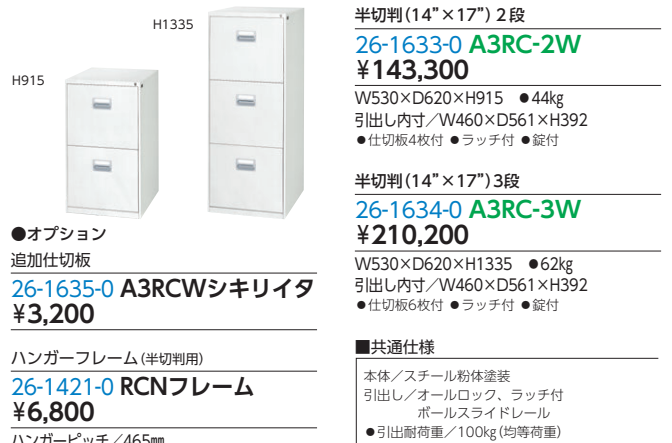 H1335
H915
●オプション
追加仕切板
26-1635-0 A3RCWシキリイタ
¥3,200
ハンガーフレーム(半切判用)
26-1421-0 RCNフレーム
¥6,800
ハンガーピッチ／465㎜
半切判(14”×17”)２段
26-1633-0 A3RC-2W
¥143,300
W530×D620×H915 ●44㎏
引出し内寸／W460×D561×H392
●仕切板4枚付 ●ラッチ付 ●錠付
半切判(14”×17”)3段
26-1634-0 A3RC-3W
¥210,200
W530×D620×H1335 ●62㎏
引出し内寸／W460×D561×H392
●仕切板6枚付 ●ラッチ付 ●錠付
■共通仕様
本体／スチール粉体塗装
引出し／オールロック、ラッチ付
ボールスライドレール
●引出耐荷重／100㎏(均等荷重)